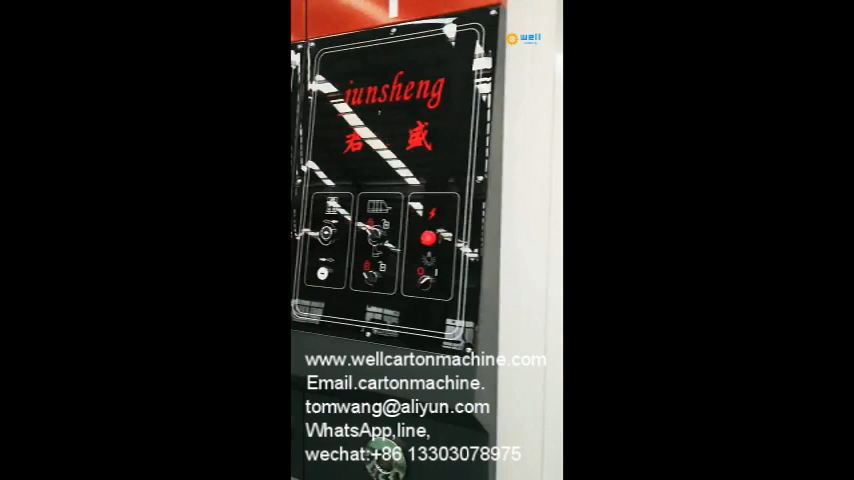 well
junsheng
君 盛
O I
www.wellcartonmachine.com
Email.cartonmachine.
tomwang@aliyun.com
WhatsApp,line,
wechat:+86 13303078975